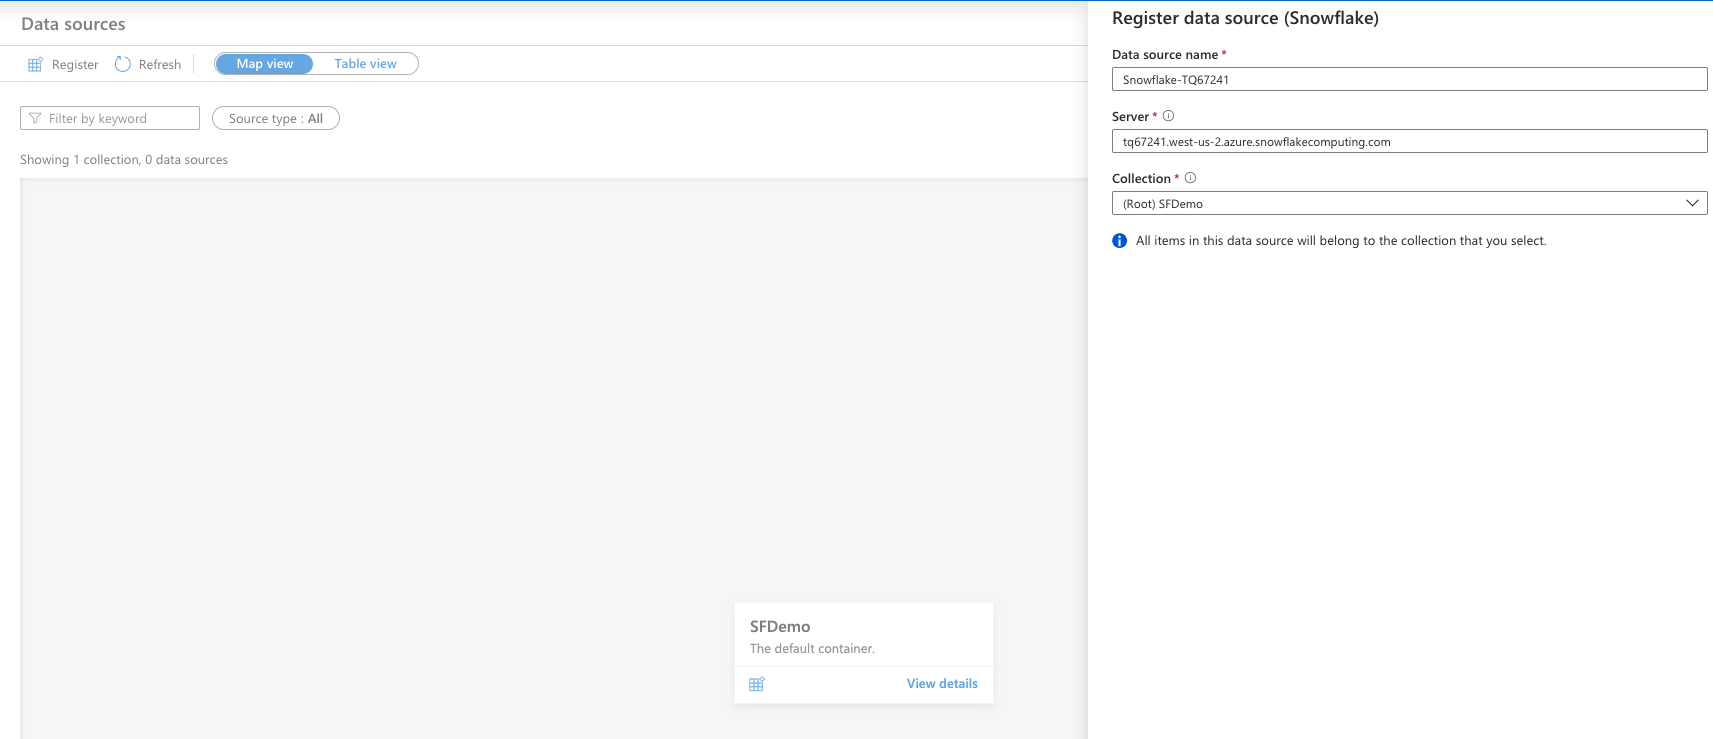 Data sources
Register Refresh Map view Table view
Filter by keyword Source type : All
Showing 1 collection, 0 data sources
SFDemo
The default container.
View details
Register data source (Snowflake)
Data source name *
Snowflake-TQ67241
Server *
tq67241.west-us-2.azure.snowflakecomputing.com
Collection *
(Root) SFDemo
All items in this data source will belong to the collection that you select.